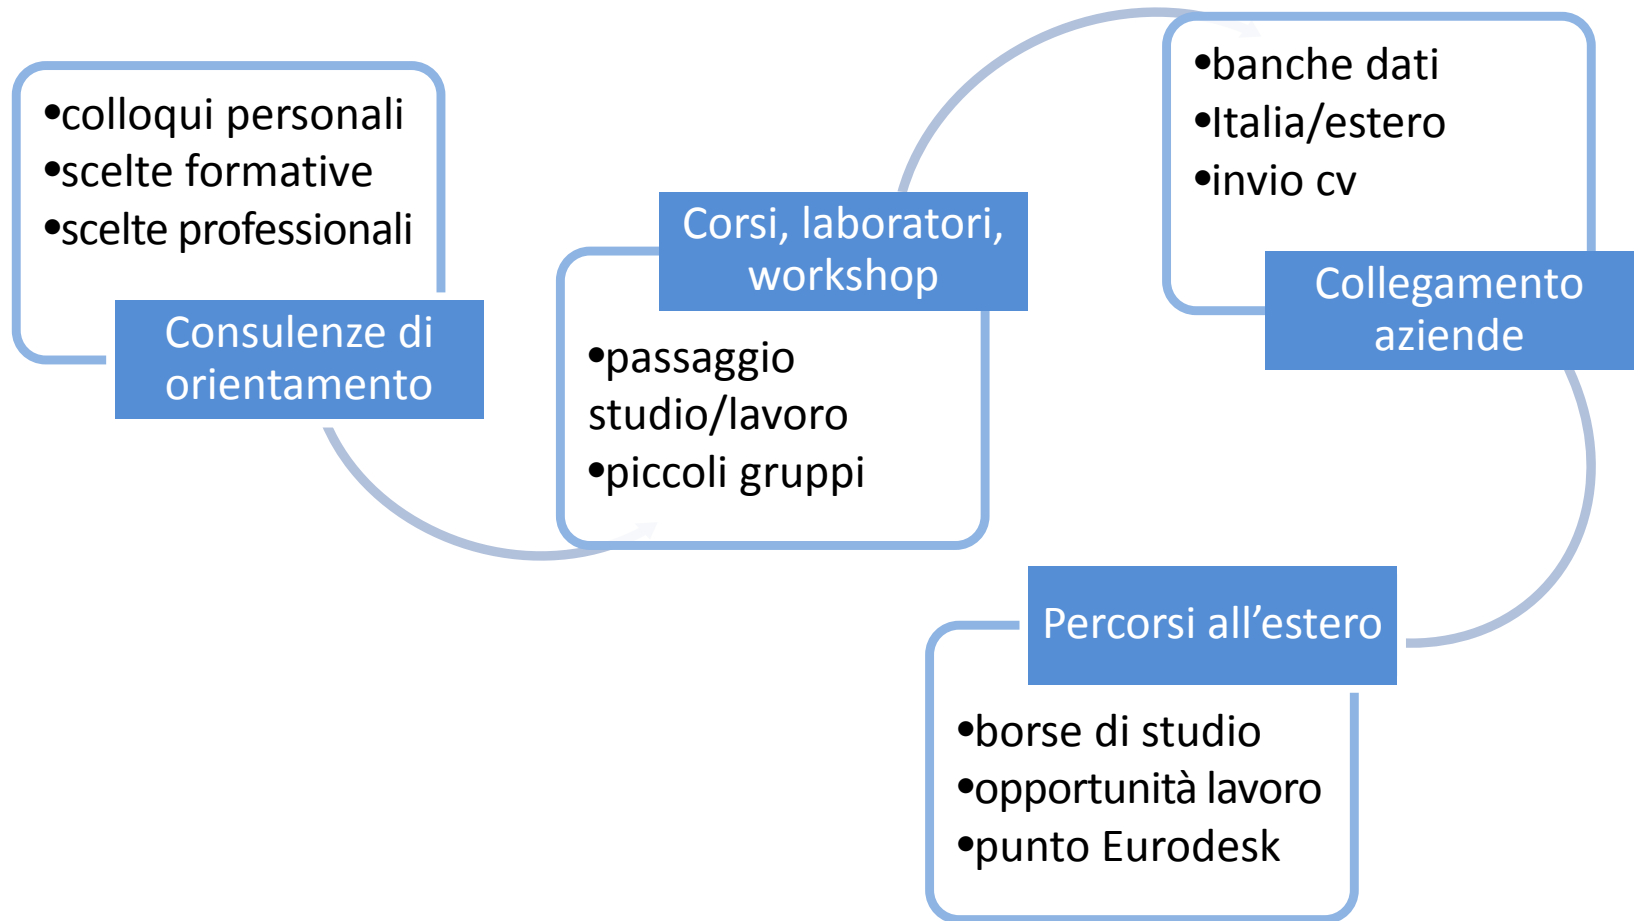 •colloqui personali
•scelte formative
•scelte professionali
Consulenze di
orientamento
Corsi, laboratori,
workshop
•passaggio
studio/lavoro
•piccoli gruppi
•banche dati
•Italia/estero
•invio cv
Collegamento
aziende
Percorsi all’estero
•borse di studio
•opportunità lavoro
•punto Eurodesk